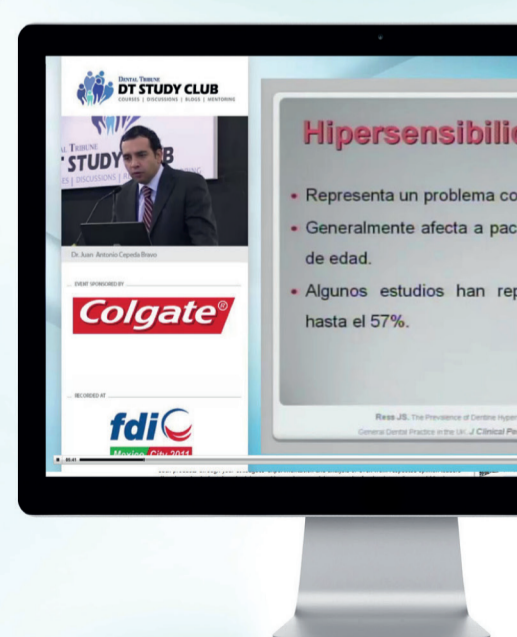 DENTAL TRIBUNE
DT STUDY CLUB
COURSES | DISCUSSIONS | BLOGS | MENTORING
STUDY
Dr. Juan Antonio Cepeda Bravo
EVENT SPONSORED BY
Colgate®
RECORDED AT
fdi
Mexico City 2011
Hipersensibili
• Representa un problema co
• Generalmente afecta a pac
de edad.
• Algunos estudios han rep
hasta el 57%.
Rees JS. The Prevalence of Dentine Hyper
General Dental Practice in the UK. J Clinical Pe